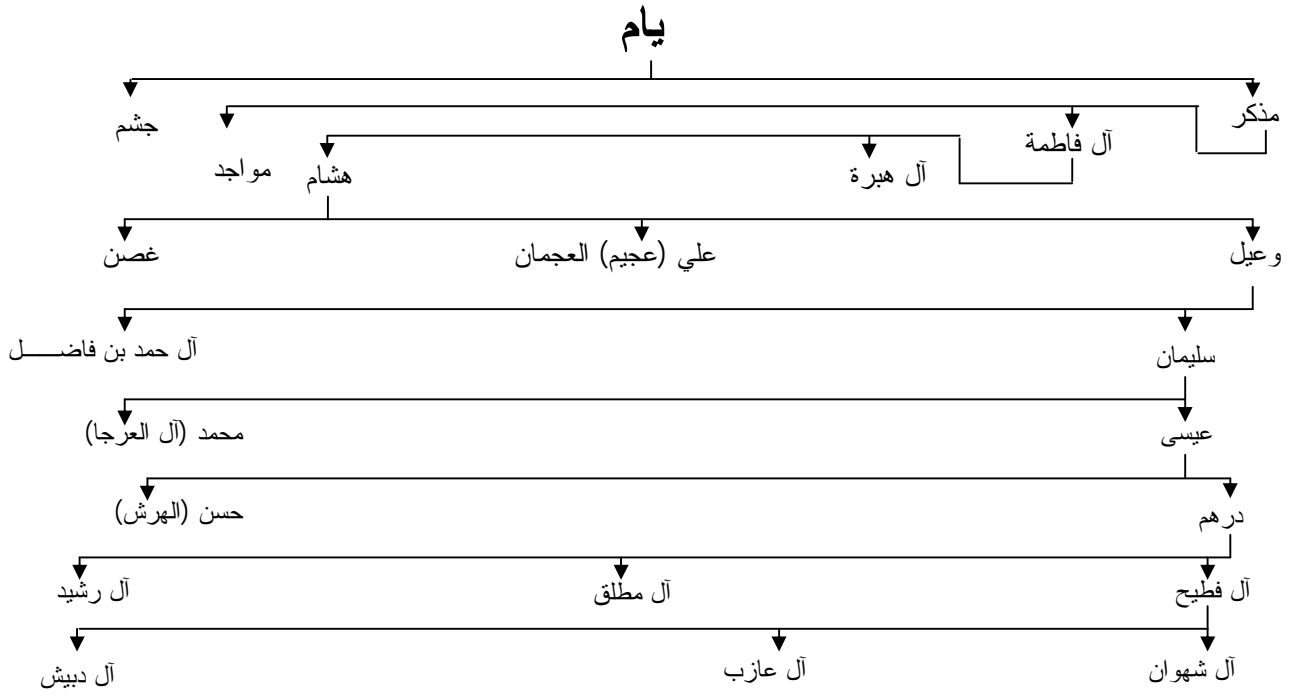 يام
مذكر جشم
آل فاطمة
آل هبرة هشام مواجد
وعيل علي (عجيم) العجمان غصن
سليمان آل حمد بن فاضـــــل
عيسى محمد (آل العرجا)
درهم حسن (الهرش)
آل فطيح آل مطلق آل رشيد
آل شهوان آل عازب آل دبيش